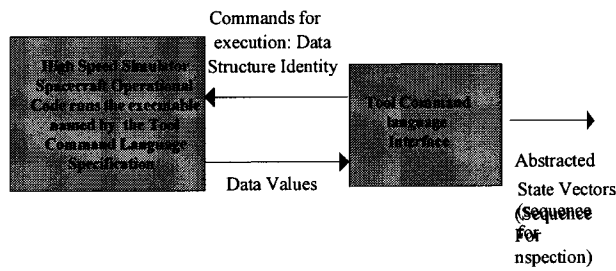 Commands for
execution: Data
Structure Identity
High Speed Simulator
Spacecraft Operational
Code runs the executable
named by the Tool
Command Language
Specification
Tool Command
language
Interface
Data Values
Abstracted
State Vectors
(sequence
for
nspection)